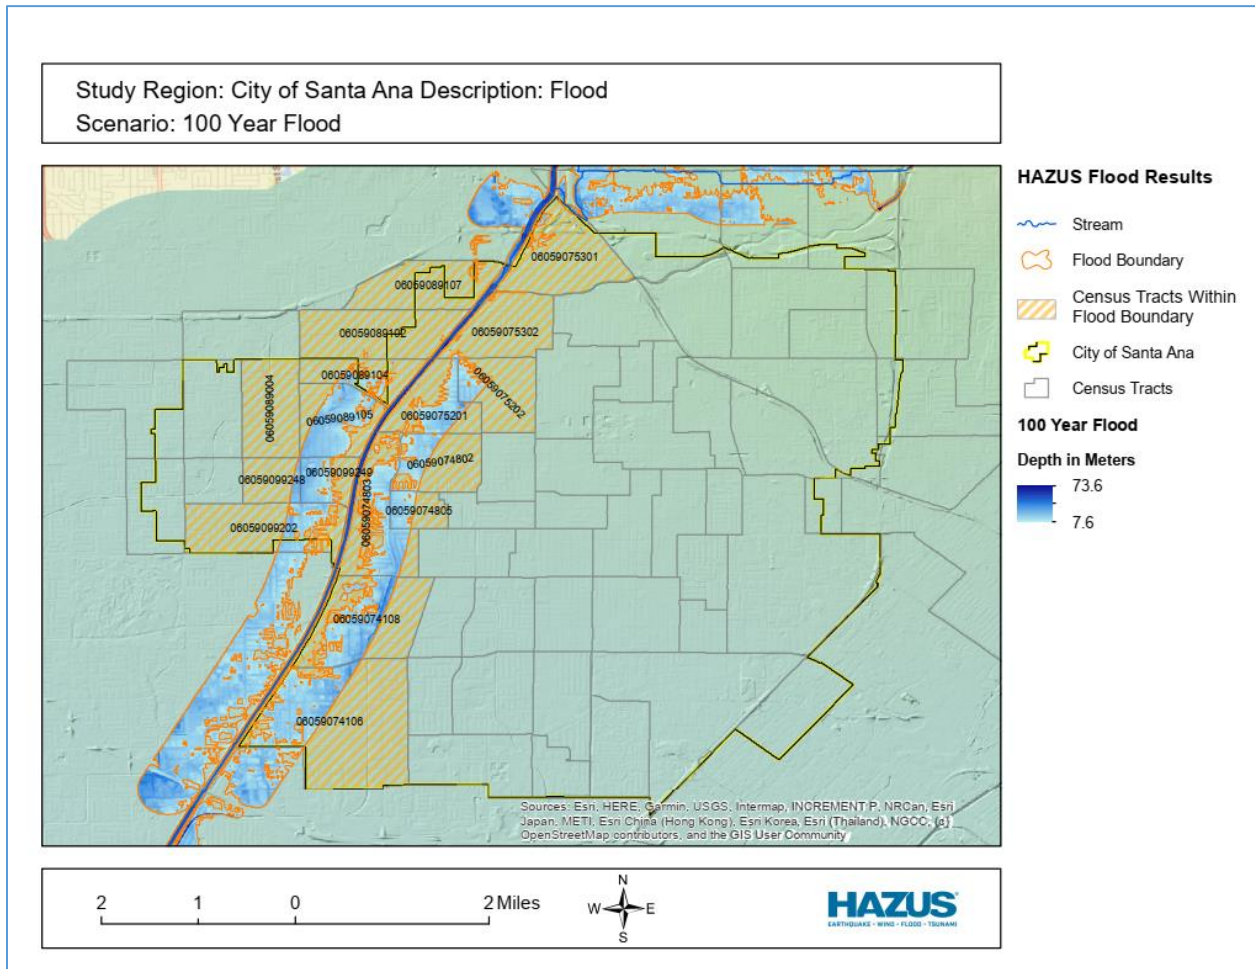 Study Region: City of Santa Ana Description: Flood
Scenario: 100 Year Flood
HAZUS Flood Results
Stream
Flood Boundary
Census Tracts Within
Flood Boundary
City of Santa Ana
Census Tracts
100 Year Flood
Depth in Meters
73.6
7.6
06059075301
06059089107
06059089102
06059075302
06059089104
06059075202
06059089004
06059089105
06059075201
06059074802
06059099249
06059099248
06059074803
06059074805
06059099202
06059074108
06059074106
Sources: Esri, HERE, Garmin, USGS, Intermap, INCREMENT P, NRCan, Esri
Japan, METI, Esri China (Hong Kong), Esri Korea, Esri (Thailand), NGCC, (c)
OpenStreetMap contributors, and the GIS User Community
2 1 0 2 Miles
N
W E
S
HAZUS®
EARTHQUAKE • WIND • FLOOD • TSUNAMI